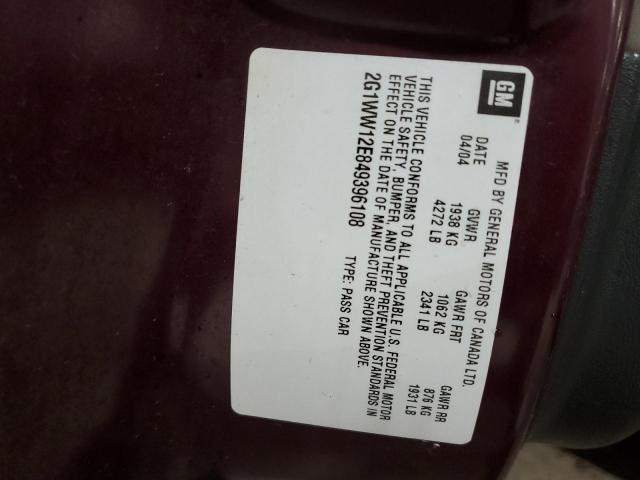 GM
MFD BY GENERAL MOTORS OF CANADA LTD.
DATE GVWR GAWR FRT GAWR RR
04/04 1938 KG 1062 KG 876 KG
4272 LB 2341 LB 1931 LB
THIS VEHICLE CONFORMS TO ALL APPLICABLE U.S. FEDERAL MOTOR
VEHICLE SAFETY, BUMPER, AND THEFT PREVENTION STANDARDS IN
EFFECT ON THE DATE OF MANUFACTURE SHOWN ABOVE.
2G1WW12E849396108 TYPE: PASS CAR